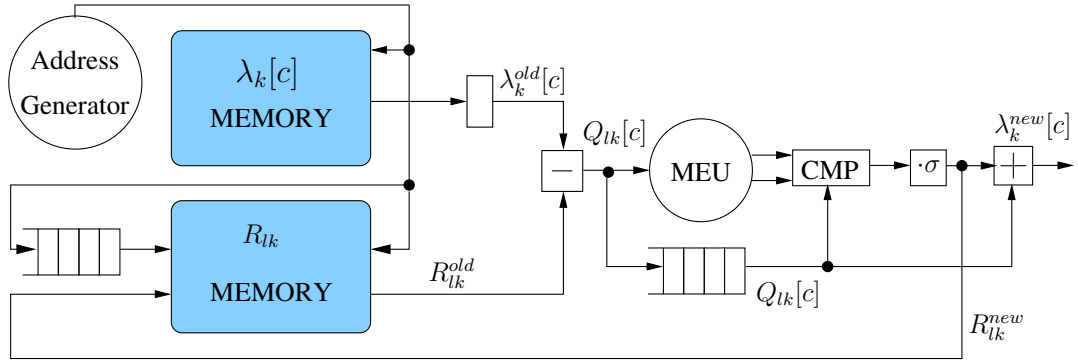 Address
Generator
λ_k[c]
MEMORY
λ_k^{old}[c]
Q_{lk}[c]
λ_k^{new}[c]
−
MEU
CMP
·σ
+
R_{lk}
MEMORY
R_{lk}^{old}
Q_{lk}[c]
R_{lk}^{new}